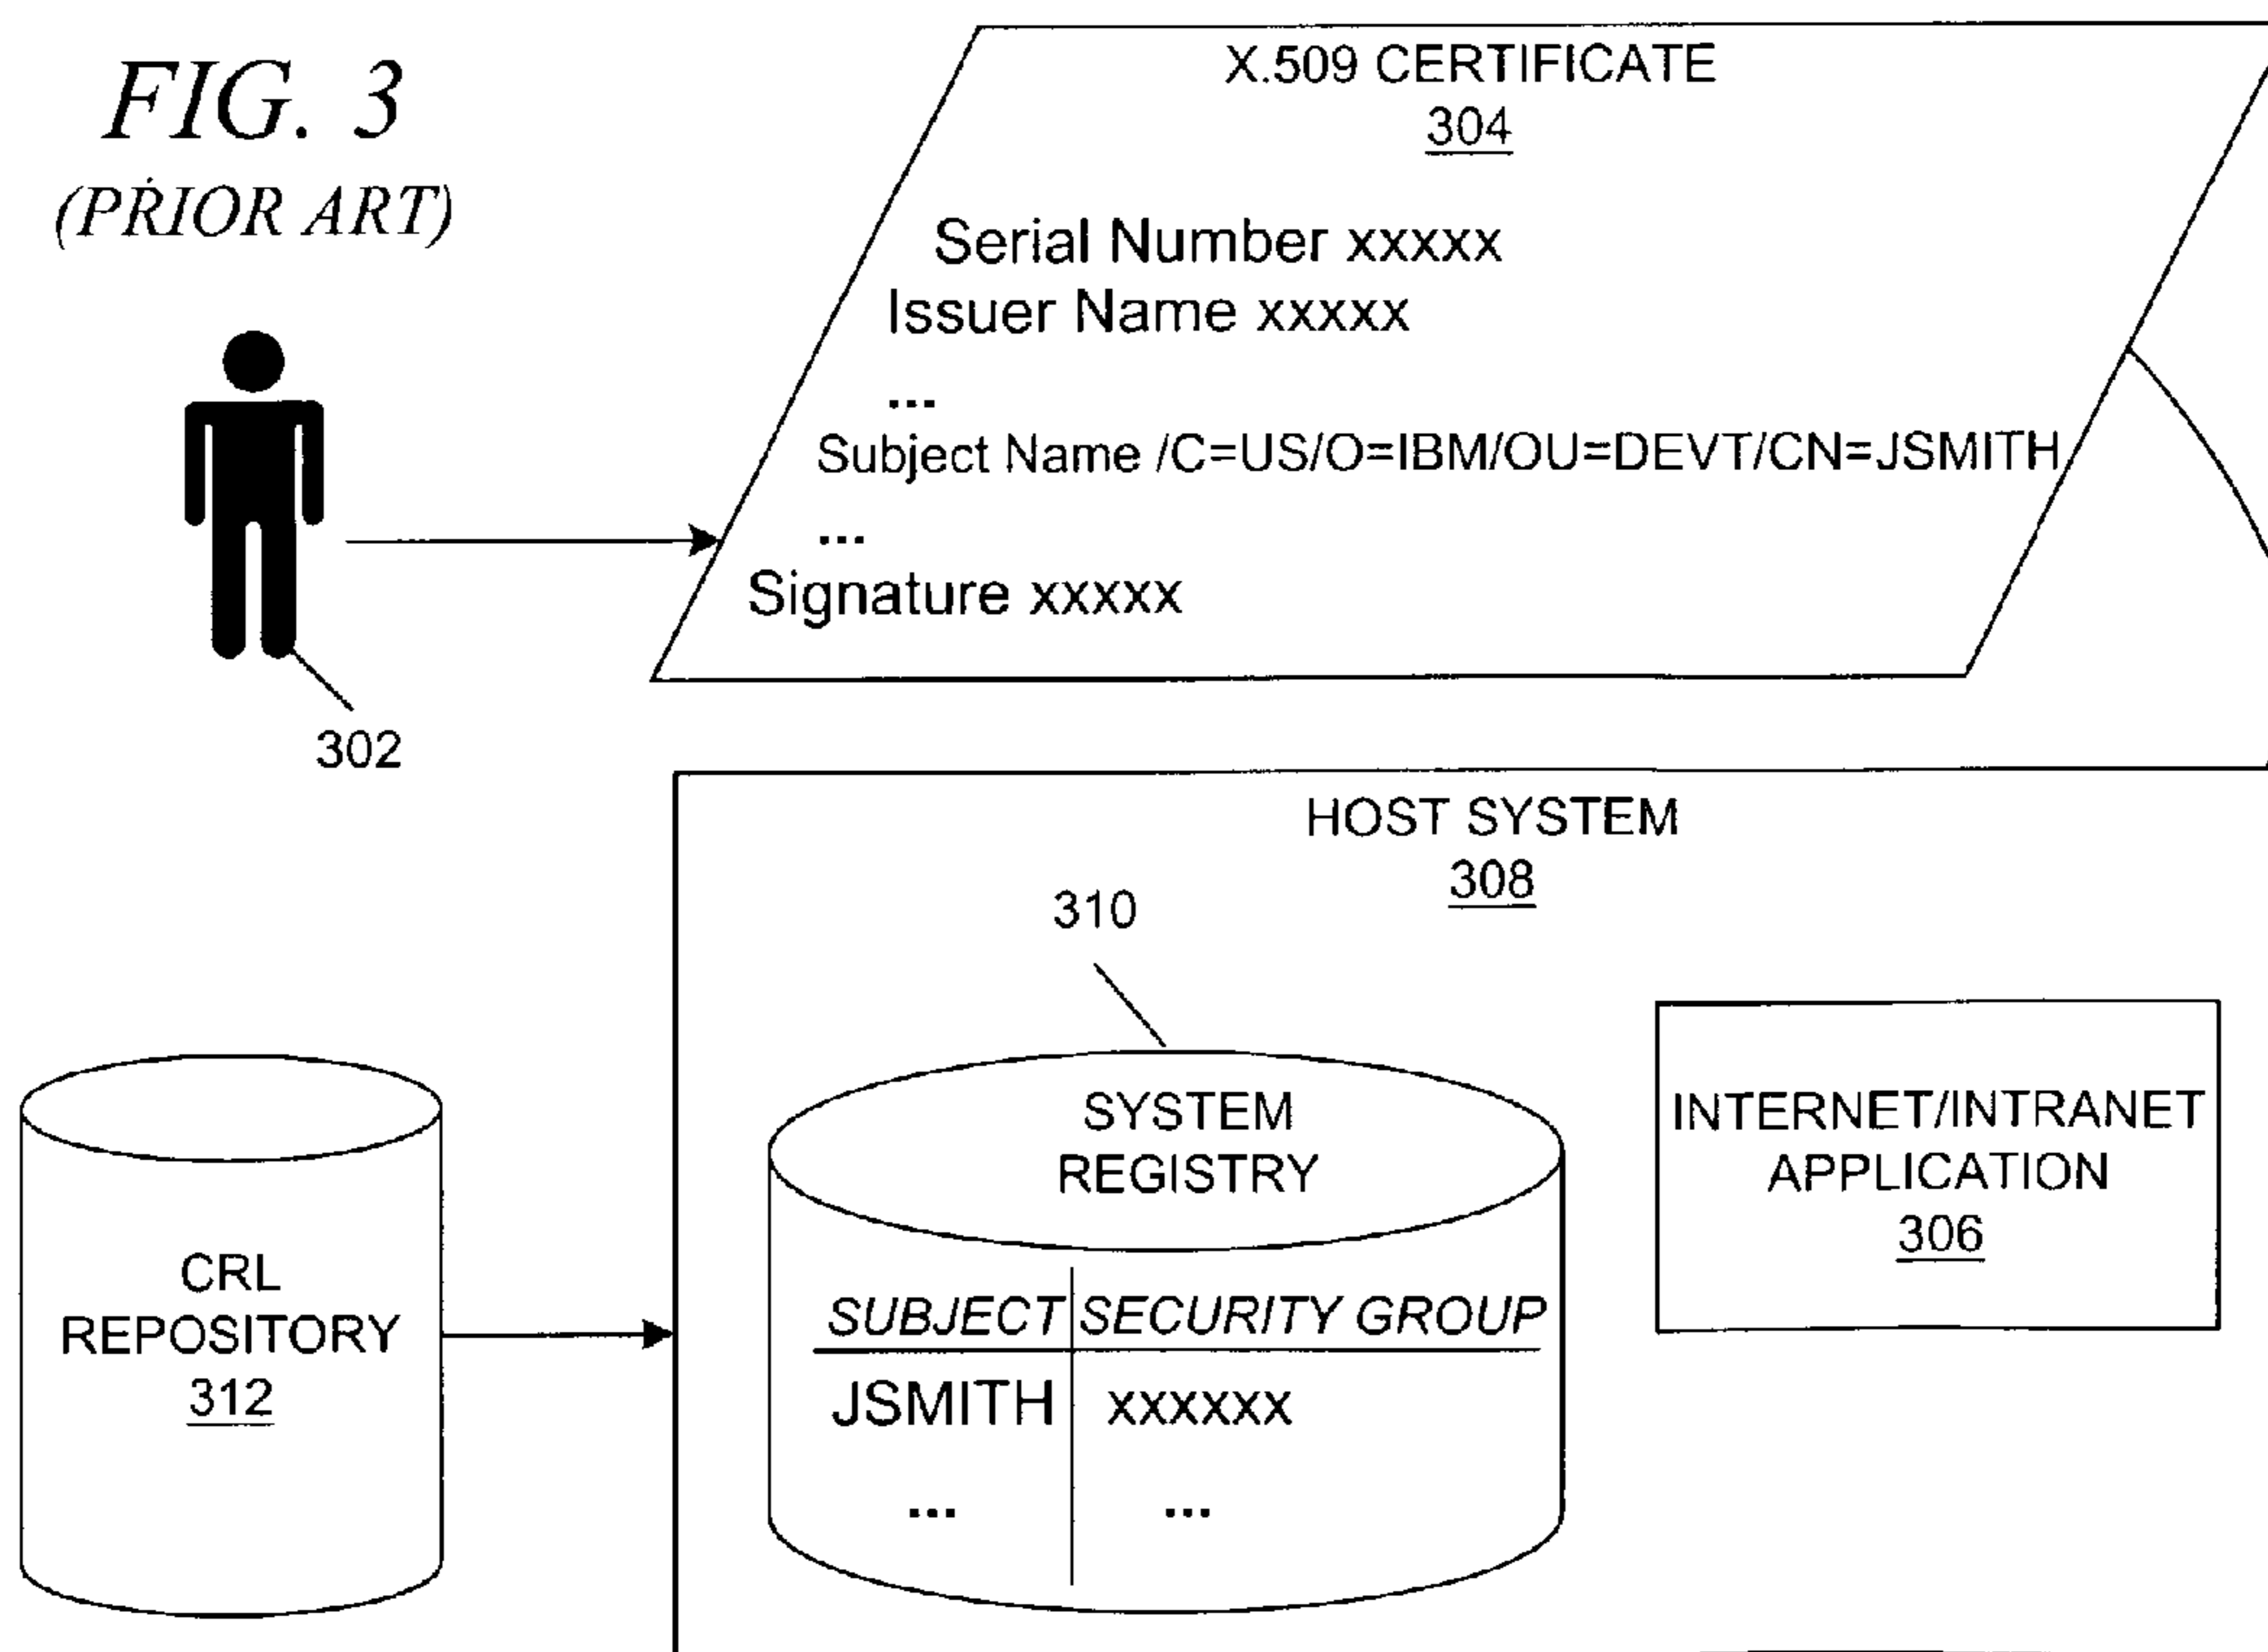 FIG. 3
(PRIOR ART)
X.509 CERTIFICATE
304
Serial Number xxxxx
Issuer Name xxxxx
...
Subject Name /C=US/O=IBM/OU=DEVT/CN=JSMITH
...
Signature xxxxx
302
HOST SYSTEM
308
310
SYSTEM
REGISTRY
SUBJECT SECURITY GROUP
JSMITH xxxxxx
... ...
INTERNET/INTRANET
APPLICATION
306
CRL
REPOSITORY
312